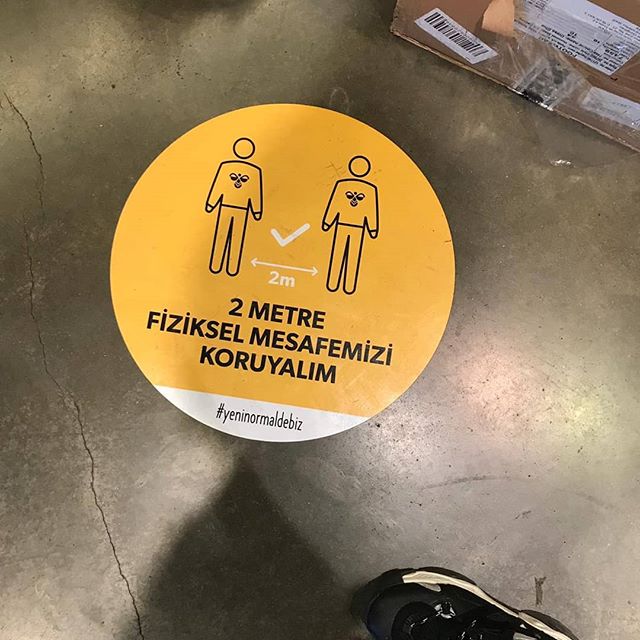 2m
2 METRE
FİZİKSEL MESAFEMİZİ
KORUYALIM
#yeninormaldebiz